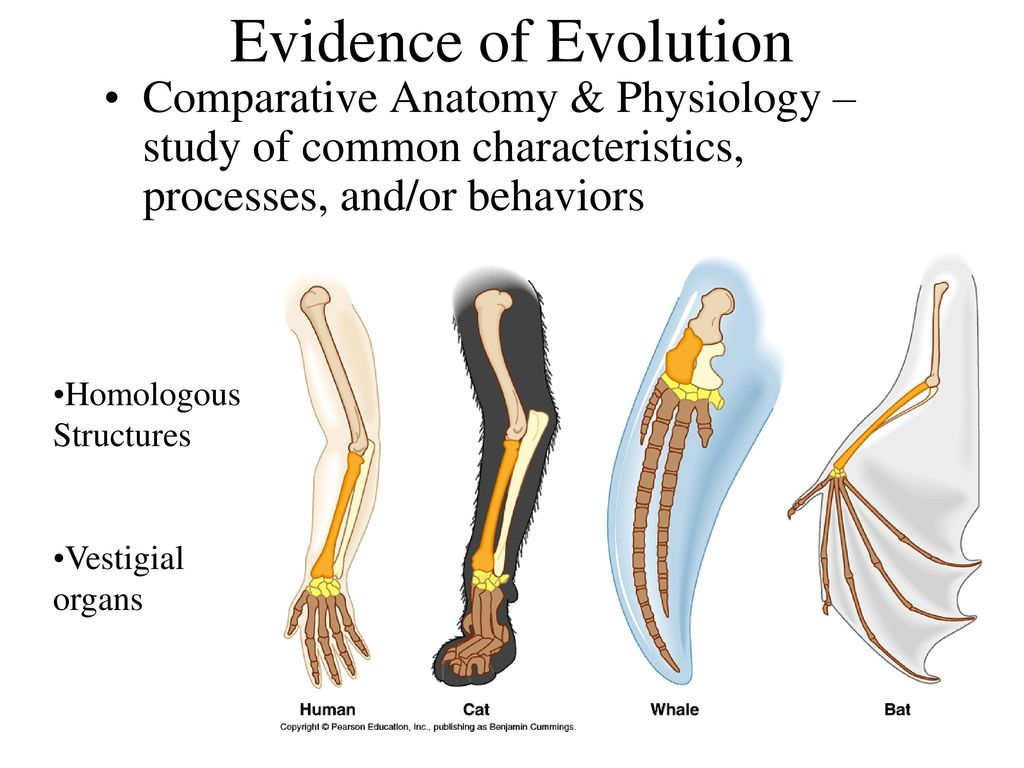 Evidence of Evolution
• Comparative Anatomy & Physiology –
study of common characteristics,
processes, and/or behaviors
•Homologous
Structures
•Vestigial
organs
Human Cat Whale Bat
Copyright © Pearson Education, Inc., publishing as Benjamin Cummings.